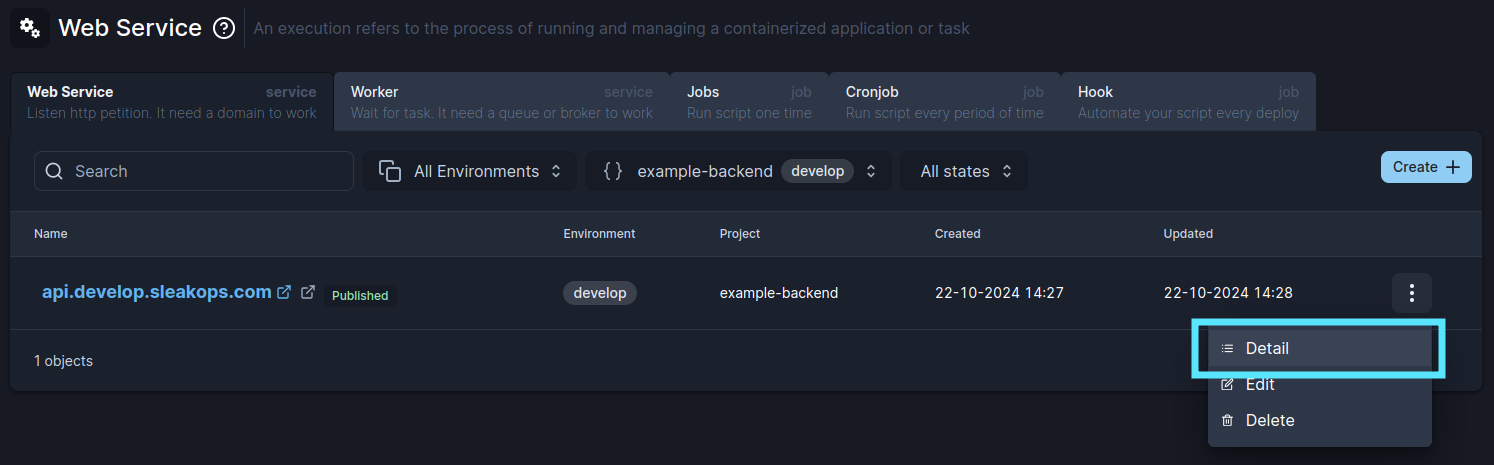 Web Service
An execution refers to the process of running and managing a containerized application or task
Web Service service
Listen http petition. It need a domain to work
Worker service
Wait for task. It need a queue or broker to work
Jobs job
Run script one time
Cronjob job
Run script every period of time
Hook job
Automate your script every deploy
Search
All Environments
{} example-backend develop
All states
Create +
Name Environment Project Created Updated
api.develop.sleakops.com Published develop example-backend 22-10-2024 14:27 22-10-2024 14:28
1 objects
Detail
Edit
Delete